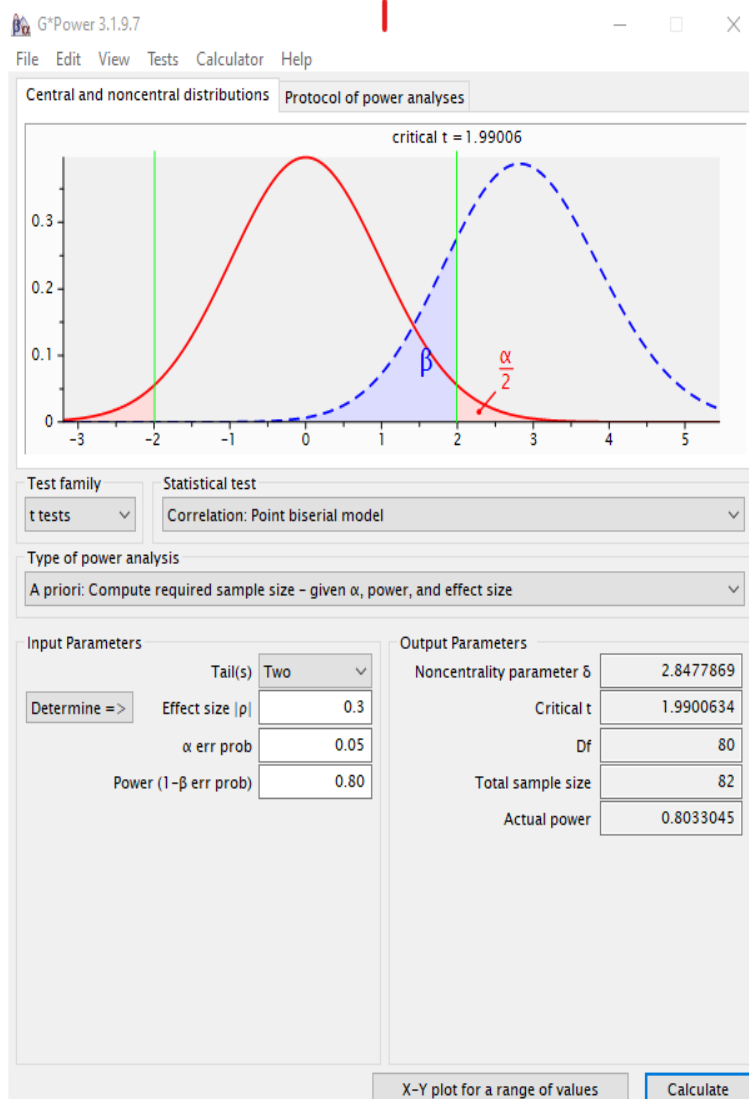 G*Power 3.1.9.7
File Edit View Tests Calculator Help
Central and noncentral distributions Protocol of power analyses
critical t = 1.99006
0.3
0.2
0.1
0
β
α
2
-3 -2 -1 0 1 2 3 4 5
Test family Statistical test
t tests Correlation: Point biserial model
Type of power analysis
A priori: Compute required sample size - given α, power, and effect size
Input Parameters Output Parameters
Tail(s) Two Noncentrality parameter δ 2.8477869
Determine => Effect size |ρ| 0.3 Critical t 1.9900634
α err prob 0.05 Df 80
Power (1-β err prob) 0.80 Total sample size 82
Actual power 0.8033045
X-Y plot for a range of values Calculate